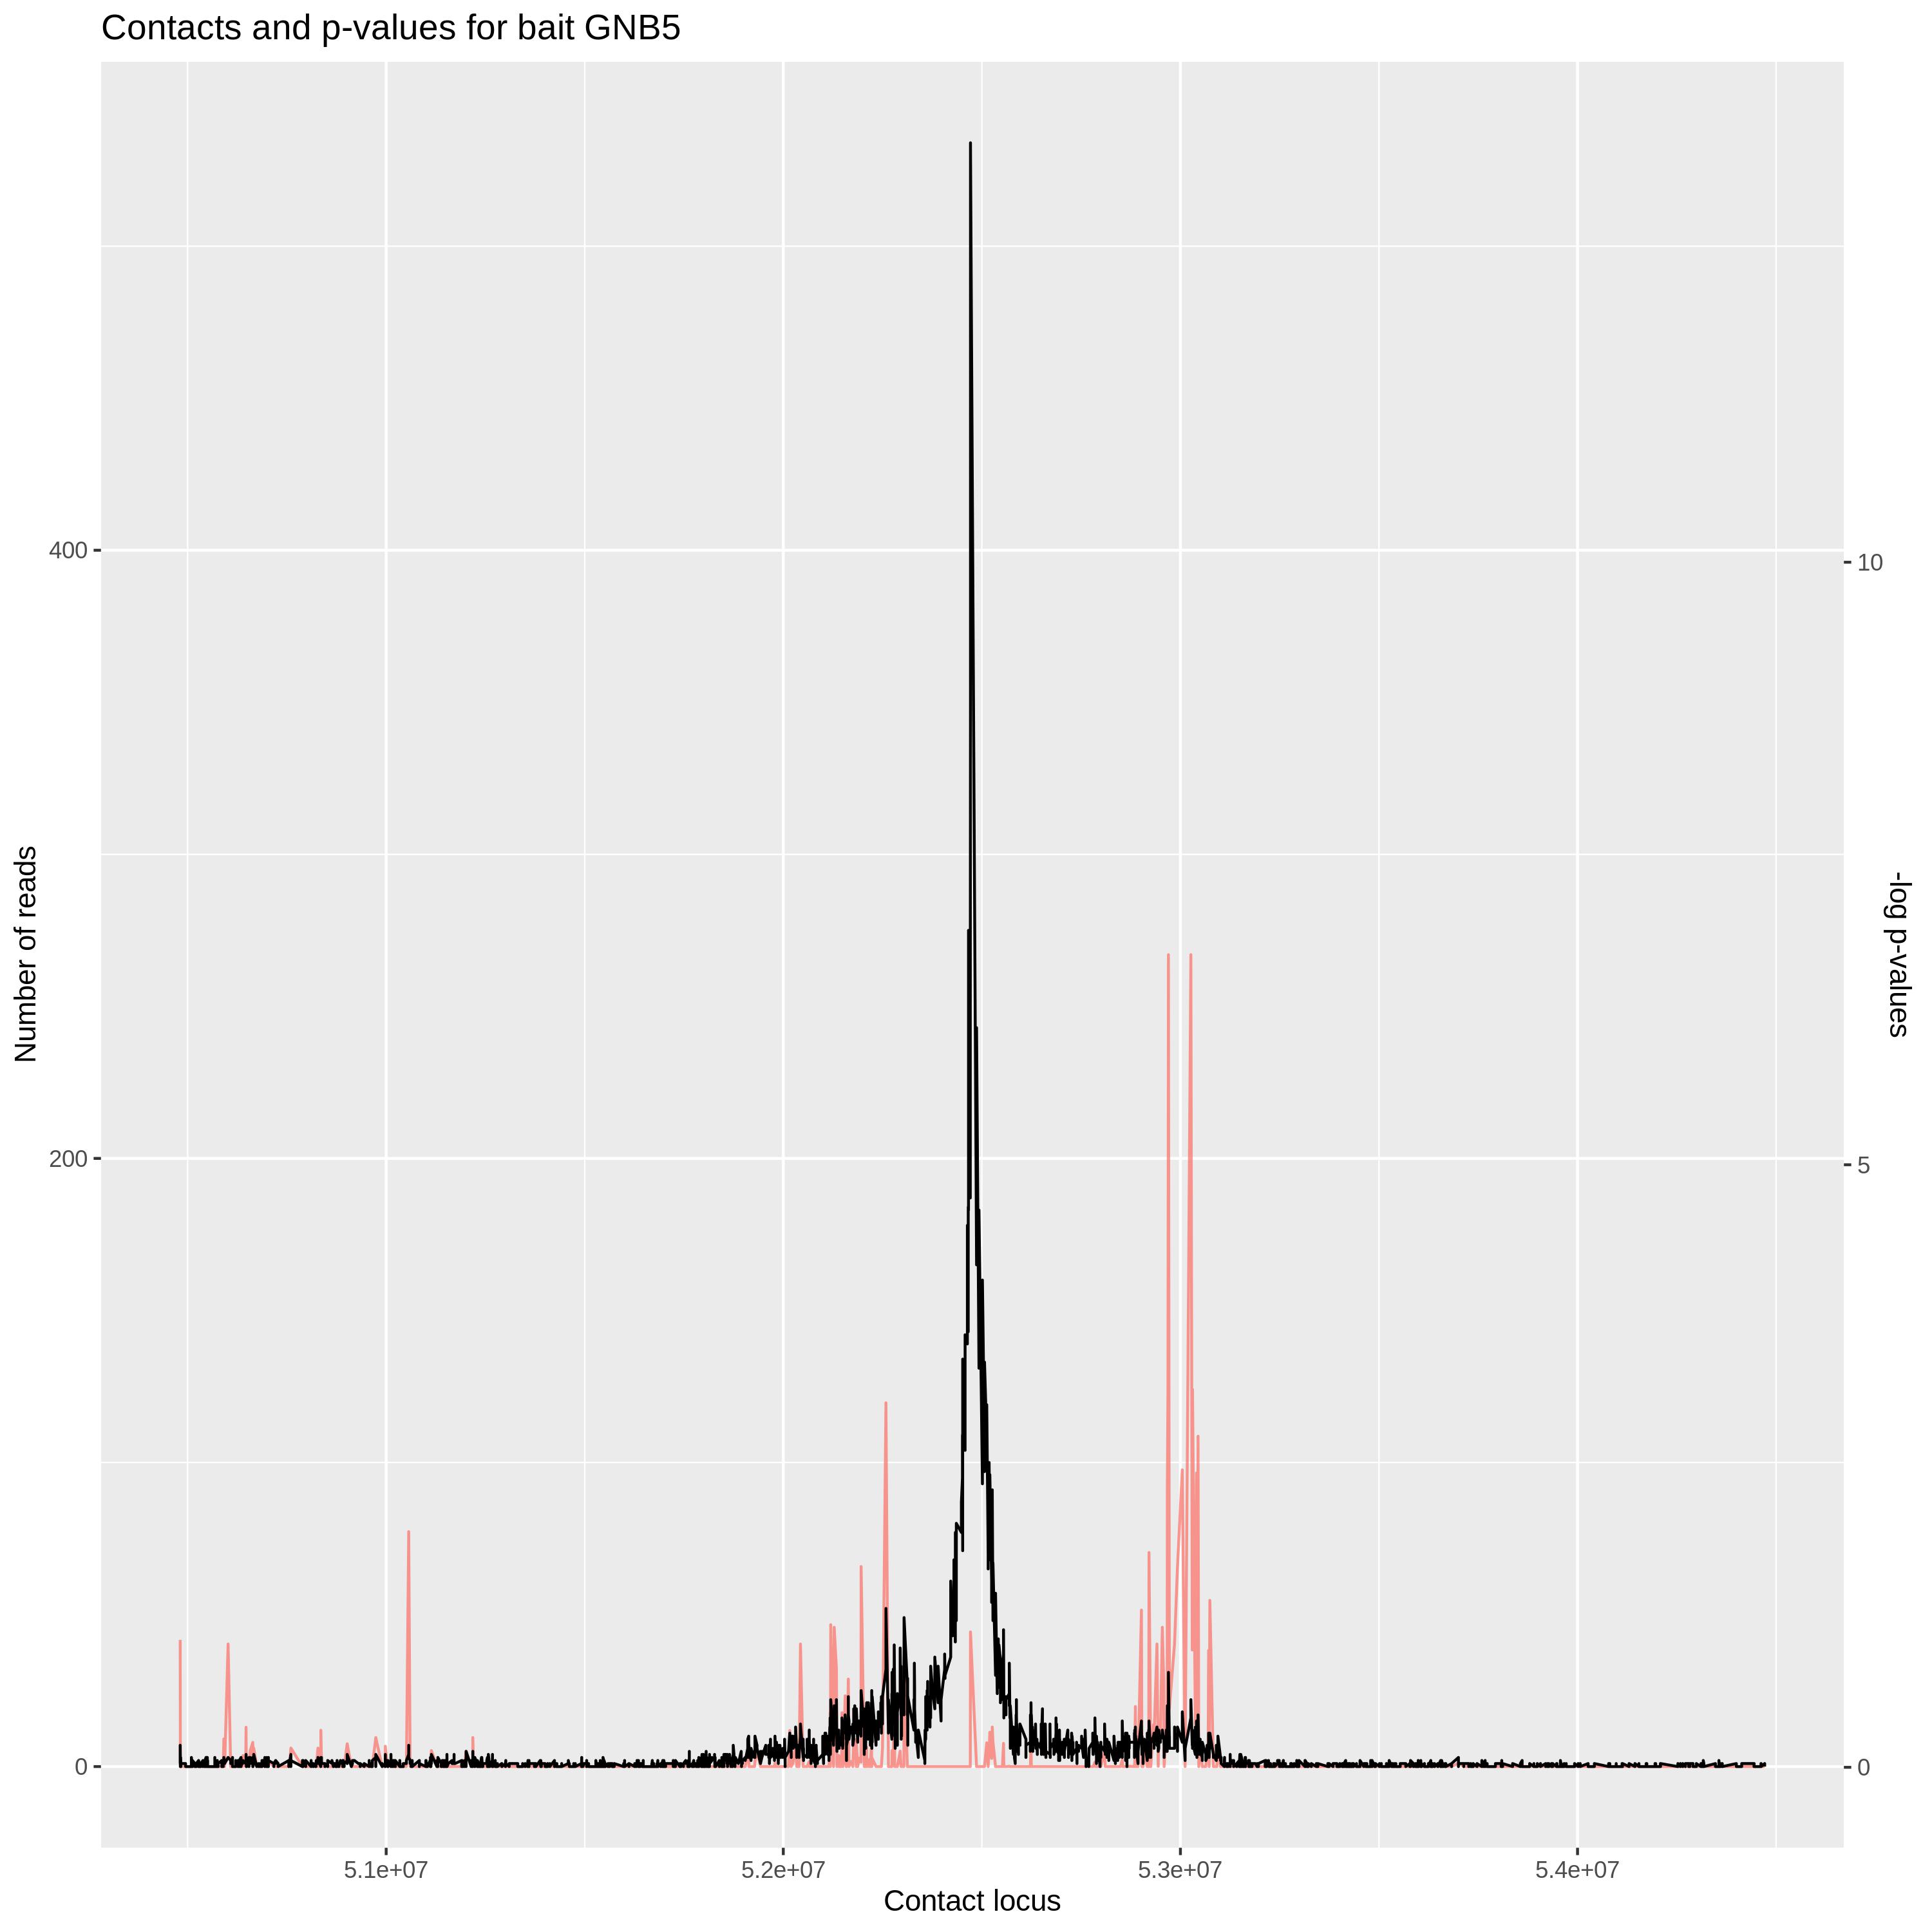 Contacts and p-values for bait GNB5
Number of reads
400
200
0
10
5
0
-log p-values
5.1e+07
5.2e+07
5.3e+07
5.4e+07
Contact locus